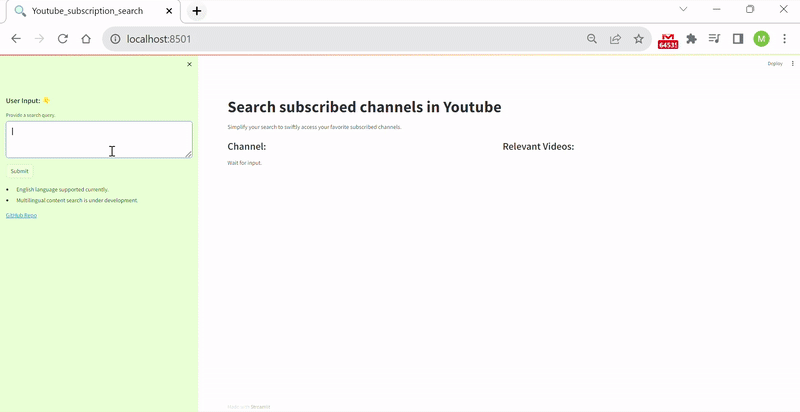 Youtube_subscription_search
localhost:8501
64535
M
Deploy
User Input: 👇
Provide a search query.
Submit
• English language supported currently.
• Multilingual content search is under development.
GitHub Repo
Search subscribed channels in Youtube
Simplify your search to swiftly access your favorite subscribed channels.
Channel:
Relevant Videos:
Wait for input.
Made with Streamlit